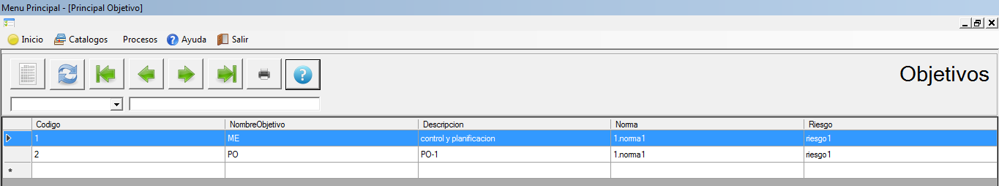 Menu Principal - [Principal Objetivo]
Inicio Catalogos Procesos Ayuda Salir
Objetivos
Codigo NombreObjetivo Descripcion Norma Riesgo
1 ME control y planificacion 1.norma1 riesgo1
2 PO PO-1 1.norma1 riesgo1
*